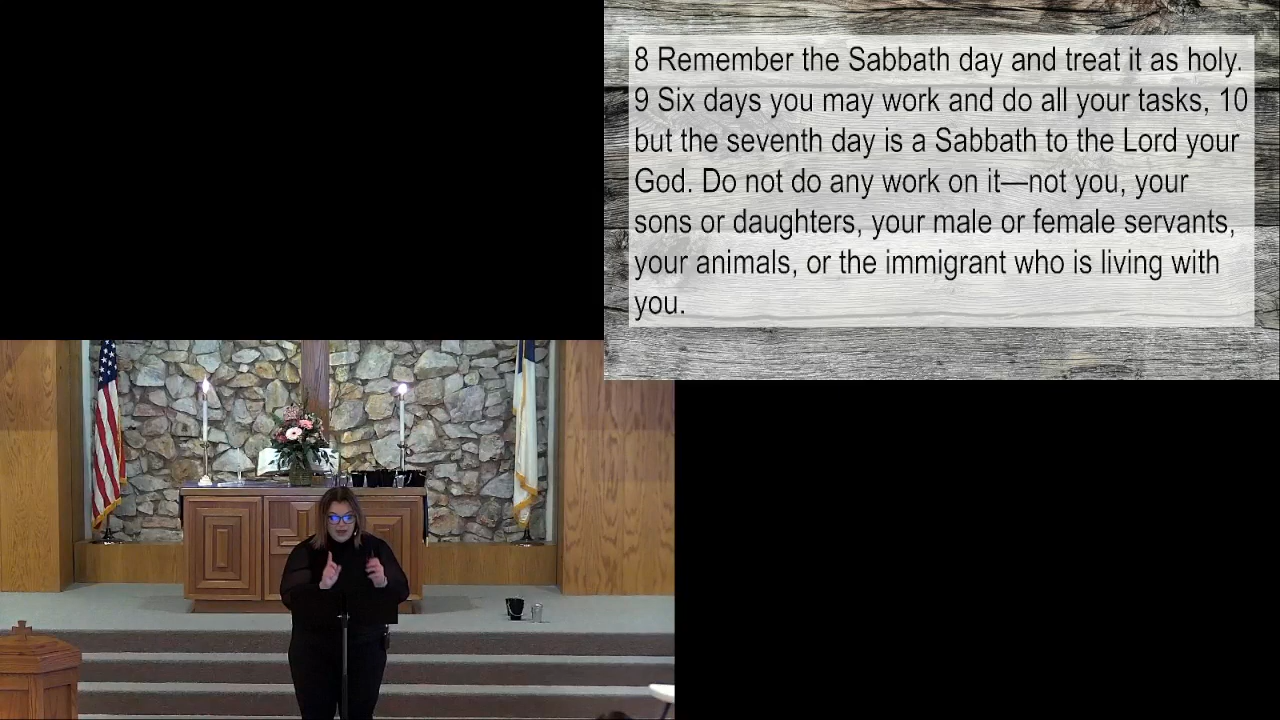 8 Remember the Sabbath day and treat it as holy.
9 Six days you may work and do all your tasks, 10
but the seventh day is a Sabbath to the Lord your
God. Do not do any work on it—not you, your
sons or daughters, your male or female servants,
your animals, or the immigrant who is living with
you.